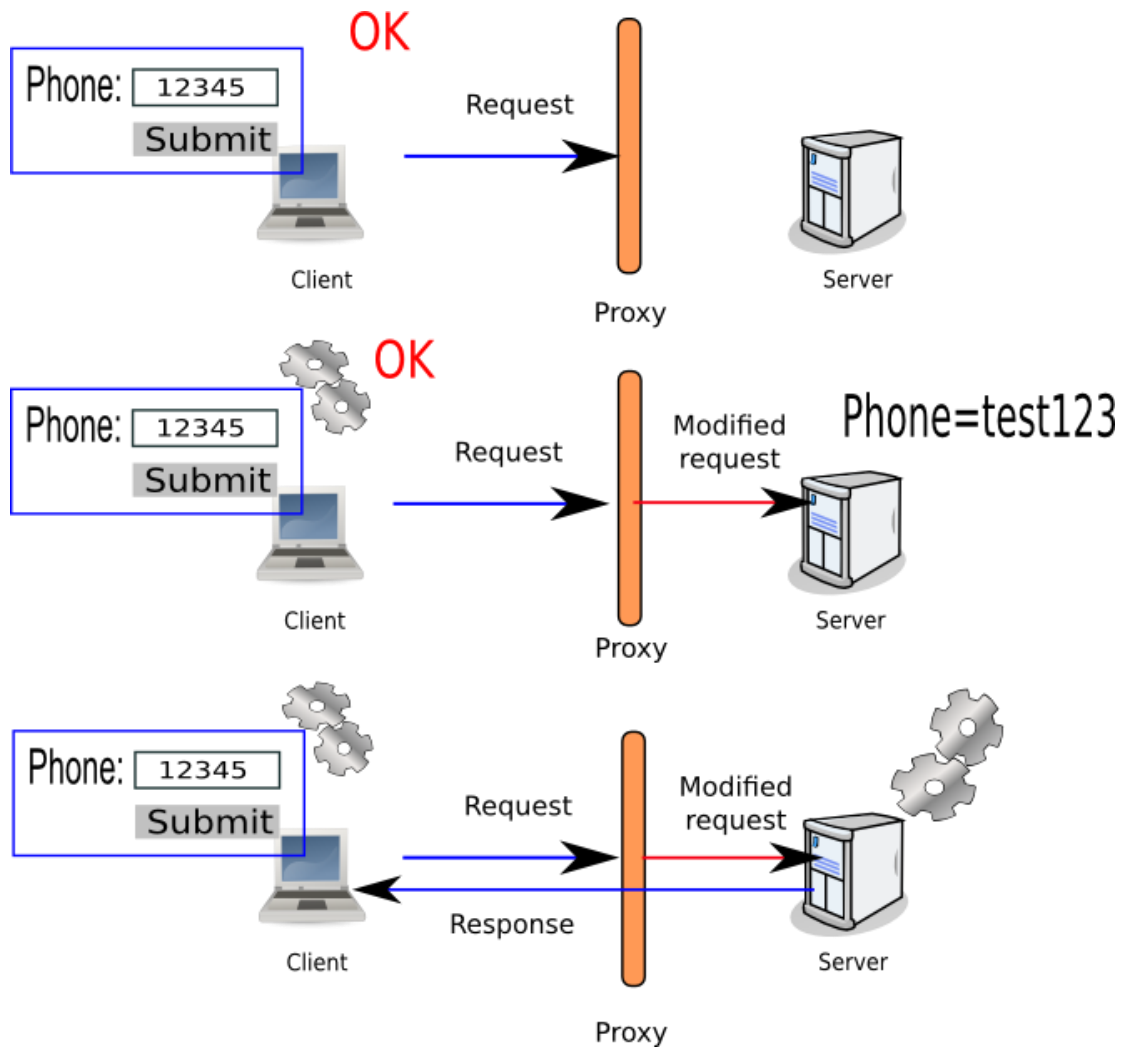 OK
Phone: 12345
Submit
Request
Client
Server
Proxy
OK
Phone: 12345
Submit
Request
Modified
request
Phone=test123
Client
Server
Proxy
Phone: 12345
Submit
Request
Modified
request
Response
Client
Server
Proxy